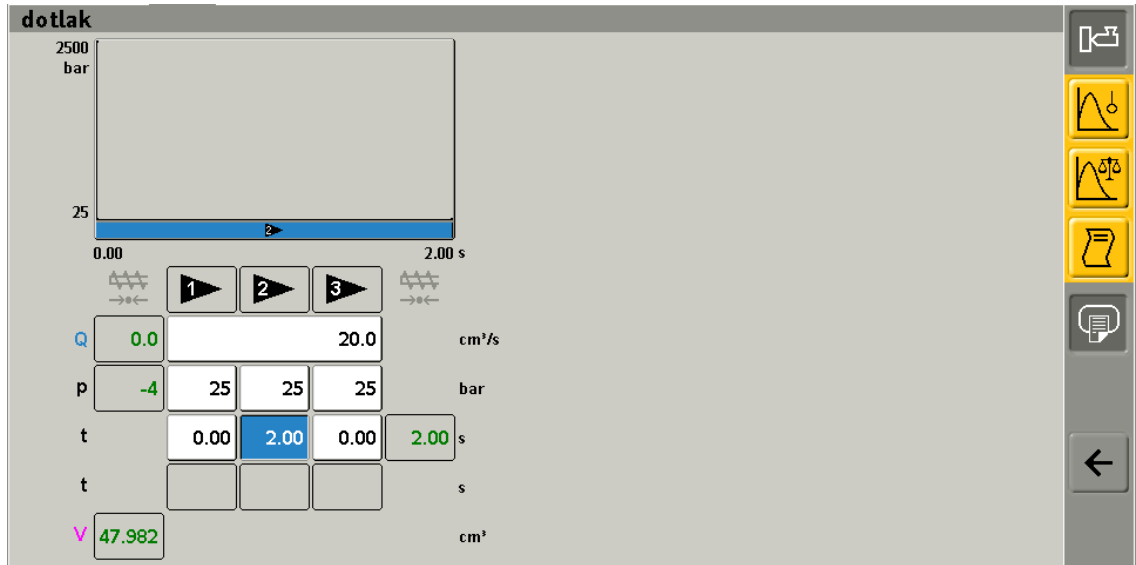 dotlak
2500
bar
25
2
0.00 2.00 s
1 2 3
Q 0.0 20.0 cm³/s
p -4 25 25 25 bar
t 0.00 2.00 0.00 2.00 s
t s
V 47.982 cm³